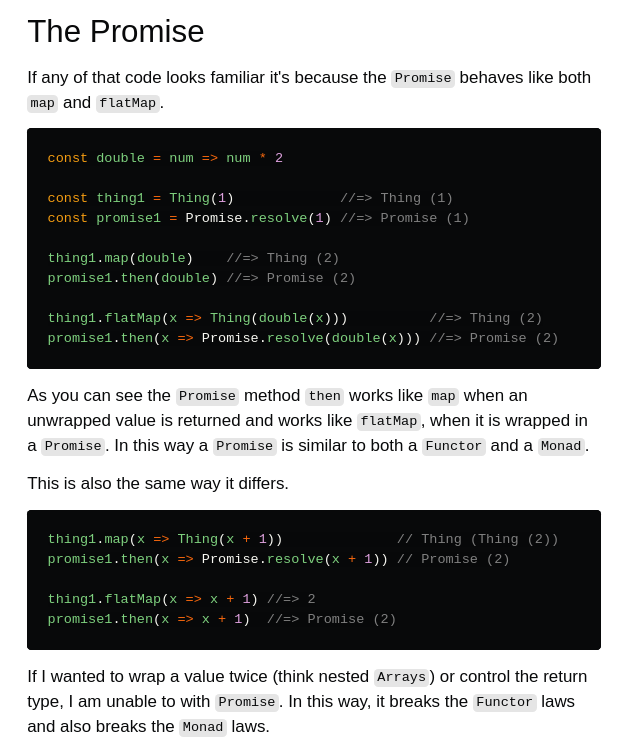 The Promise
If any of that code looks familiar it's because the Promise behaves like both
map and flatMap.
const double = num => num * 2
const thing1 = Thing(1)             //=> Thing (1)
const promise1 = Promise.resolve(1) //=> Promise (1)
thing1.map(double)    //=> Thing (2)
promise1.then(double) //=> Promise (2)
thing1.flatMap(x => Thing(double(x)))          //=> Thing (2)
promise1.then(x => Promise.resolve(double(x))) //=> Promise (2)
As you can see the Promise method then works like map when an
unwrapped value is returned and works like flatMap, when it is wrapped in
a Promise. In this way a Promise is similar to both a Functor and a Monad.
This is also the same way it differs.
thing1.map(x => Thing(x + 1))              // Thing (Thing (2))
promise1.then(x => Promise.resolve(x + 1)) // Promise (2)
thing1.flatMap(x => x + 1) //=> 2
promise1.then(x => x + 1)  //=> Promise (2)
If I wanted to wrap a value twice (think nested Arrays) or control the return
type, I am unable to with Promise. In this way, it breaks the Functor laws
and also breaks the Monad laws.